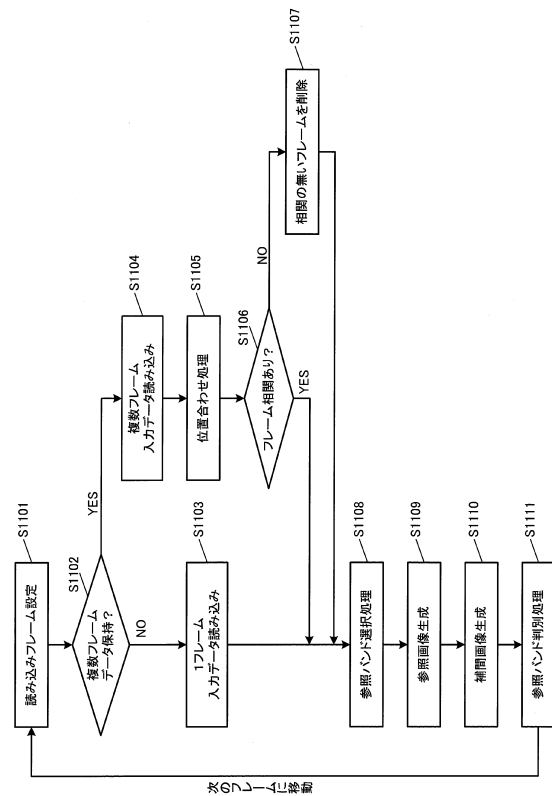 S1101
読み込みフレーム設定
S1102
複数フレーム
データ保持？
YES
NO
S1104
複数フレーム
入力データ読み込み
S1105
位置合わせ処理
S1106
フレーム相関あり？
NO
YES
S1107
相関の無いフレームを削除
S1103
1フレーム
入力データ読み込み
S1108
参照バンド選択処理
S1109
参照画像生成
S1110
補間画像生成
S1111
参照バンド判別処理
次のフレームに移動